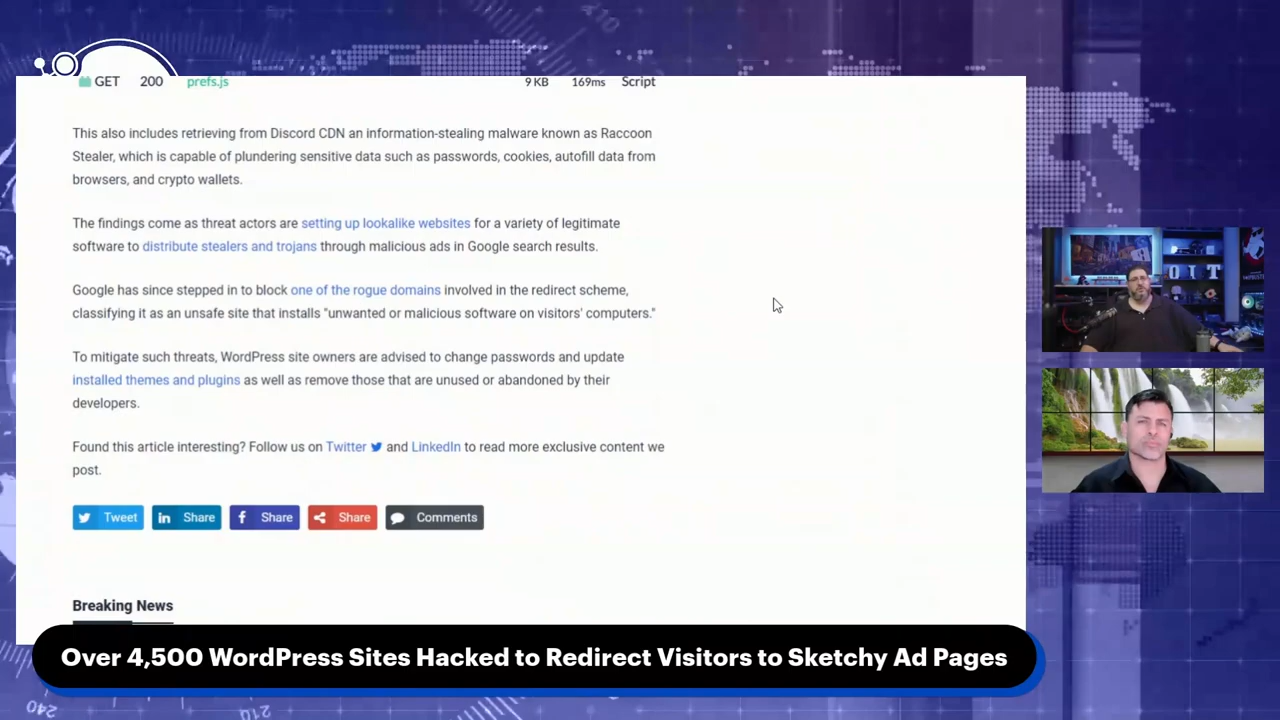 GET 200 prefs.js 9 KB 169ms Script
This also includes retrieving from Discord CDN an information-stealing malware known as Raccoon
Stealer, which is capable of plundering sensitive data such as passwords, cookies, autofill data from
browsers, and crypto wallets.
The findings come as threat actors are setting up lookalike websites for a variety of legitimate
software to distribute stealers and trojans through malicious ads in Google search results.
Google has since stepped in to block one of the rogue domains involved in the redirect scheme,
classifying it as an unsafe site that installs "unwanted or malicious software on visitors' computers."
To mitigate such threats, WordPress site owners are advised to change passwords and update
installed themes and plugins as well as remove those that are unused or abandoned by their
developers.
Found this article interesting? Follow us on Twitter and LinkedIn to read more exclusive content we
post.
Tweet Share Share Share Comments
Breaking News
Over 4,500 WordPress Sites Hacked to Redirect Visitors to Sketchy Ad Pages
O I T
240
210